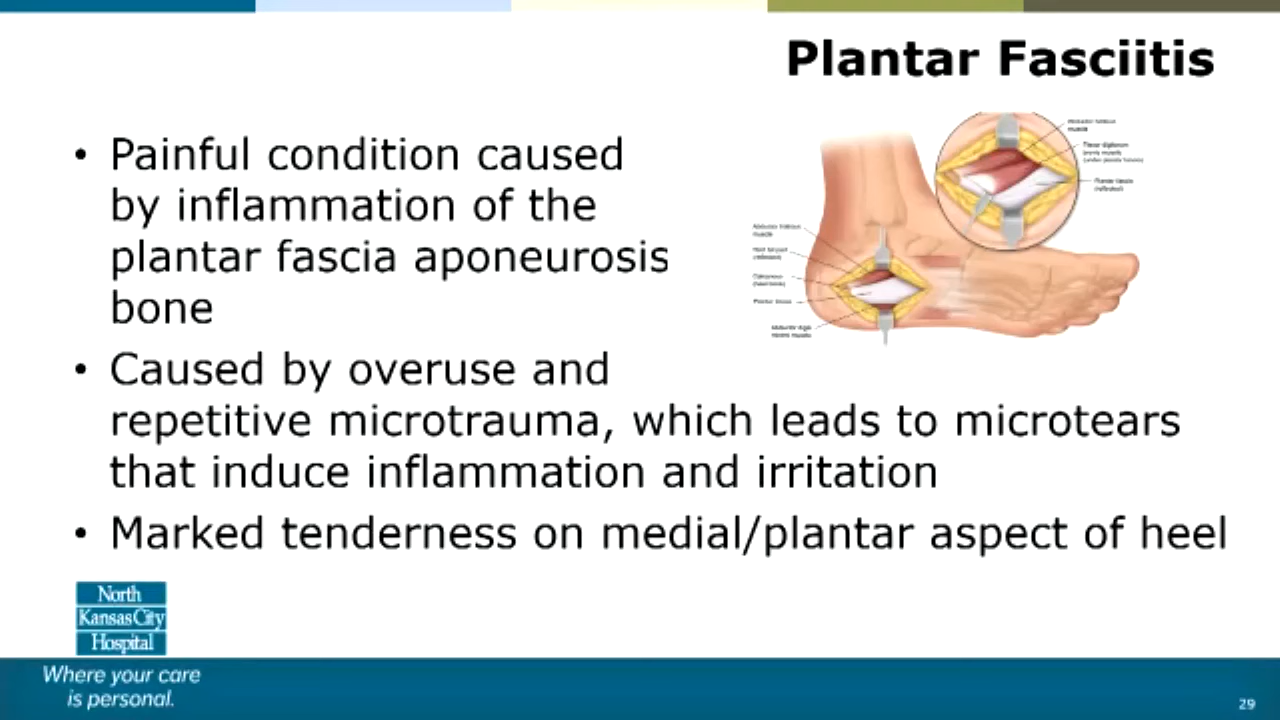 Plantar Fasciitis
• Painful condition caused
by inflammation of the
plantar fascia aponeurosis
bone
• Caused by overuse and
repetitive microtrauma, which leads to microtears
that induce inflammation and irritation
• Marked tenderness on medial/plantar aspect of heel
North
Kansas City
Hospital
Where your care
is personal.
29